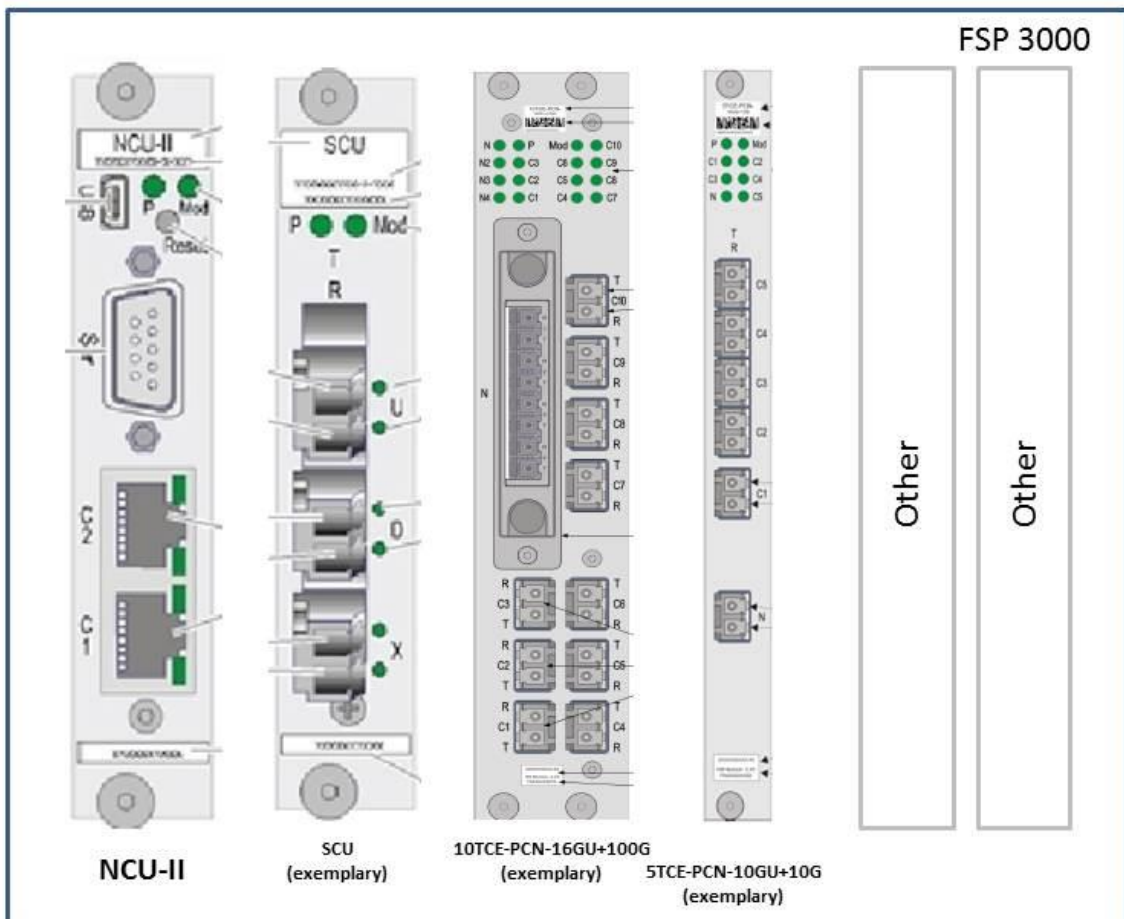 FSP 3000
NCU-II
P Mod
Reset
Sr
C2
C1
NCU-II
SCU
P Mod
T
R
U
D
X
SCU
(exemplary)
N P Mod C10
N2 C3 C6 C9
N3 C2 C5 C8
N4 C1 C4 C7
N
T
C10
R
T
C9
R
T
C8
R
T
C7
R
R T
C3 C6
T R
R T
C2 C5
T R
R T
C1 C4
T R
10TCE-PCN-16GU+100G
(exemplary)
P Mod
C1 C2
C3 C4
N C5
T
R
C5
C4
C3
C2
C1
N
5TCE-PCN-10GU+10G
(exemplary)
Other
Other